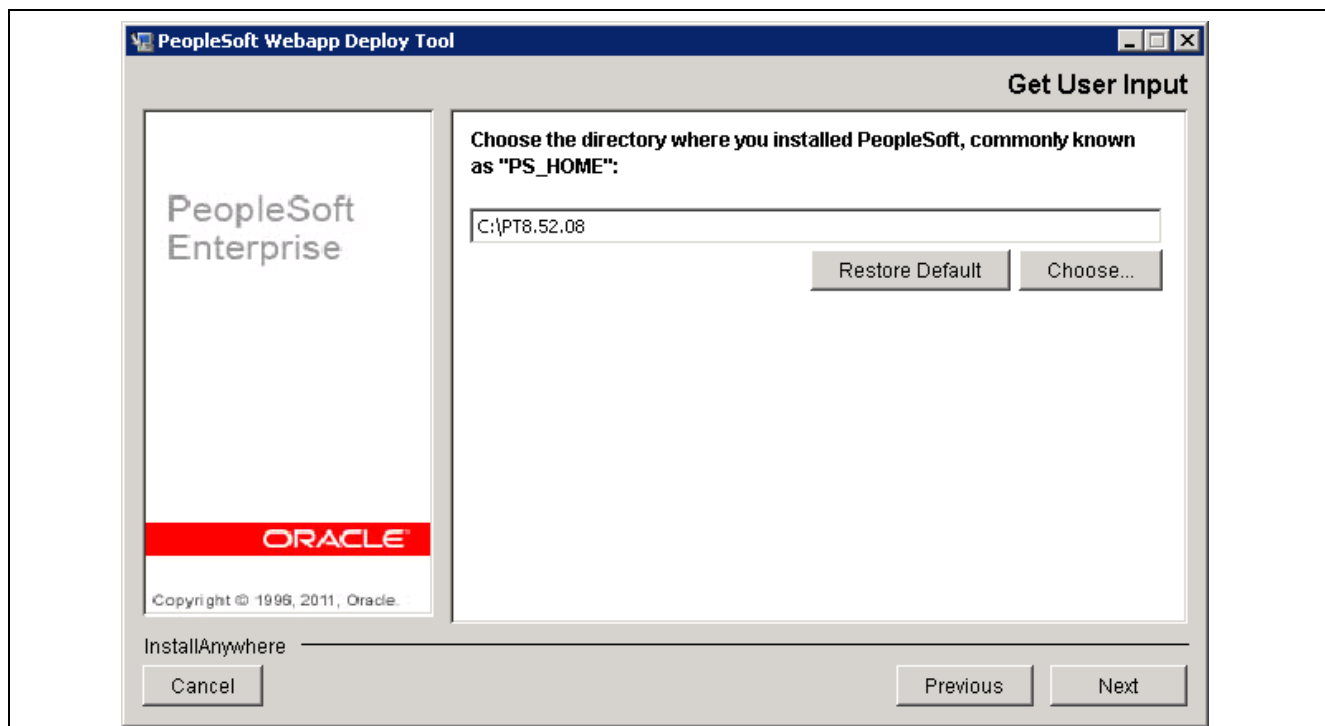 PeopleSoft Webapp Deploy Tool
Get User Input
PeopleSoft
Enterprise
ORACLE
Copyright © 1996, 2011, Oracle.
Choose the directory where you installed PeopleSoft, commonly known
as "PS_HOME":
C:\PT8.52.08
Restore Default
Choose...
InstallAnywhere
Cancel
Previous
Next